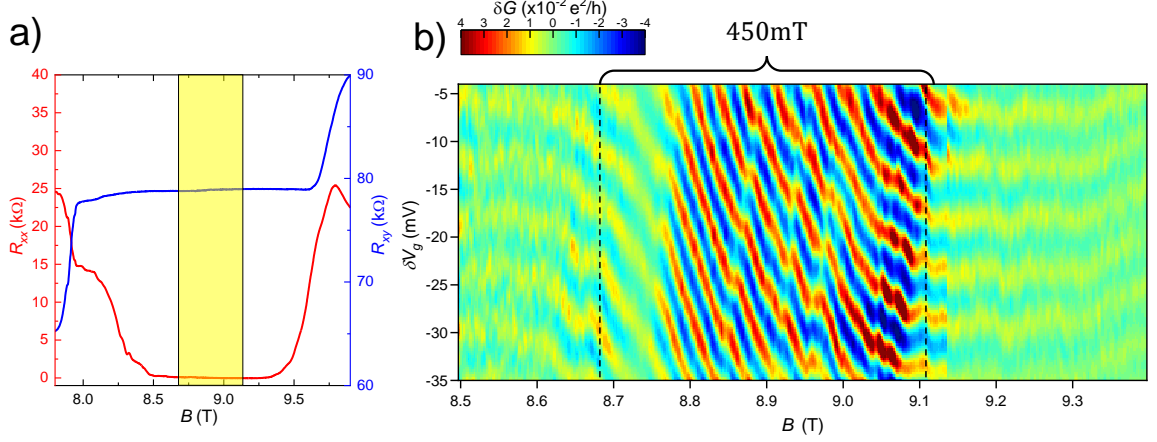 a)
40
35
30
25
20
15
10
5
0
Rxx (kΩ)
90
80
70
60
Rxy (kΩ)
8.0 8.5 9.0 9.5
B (T)
b)
δG (x10-2 e2/h)
4 3 2 1 0 -1 -2 -3 -4
450mT
-5
-10
-15
-20
-25
-30
-35
δVg (mV)
8.5 8.6 8.7 8.8 8.9 9.0 9.1 9.2 9.3
B (T)